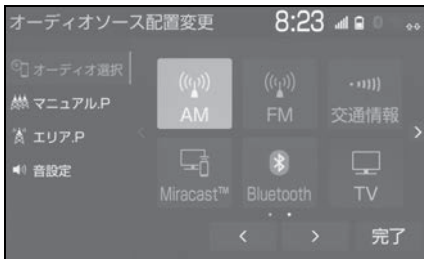 オーディオソース配置変更 8:23
オーディオ選択
マニュアル.P
エリア.P
音設定
AM FM 交通情報
Miracast™ Bluetooth TV
完了